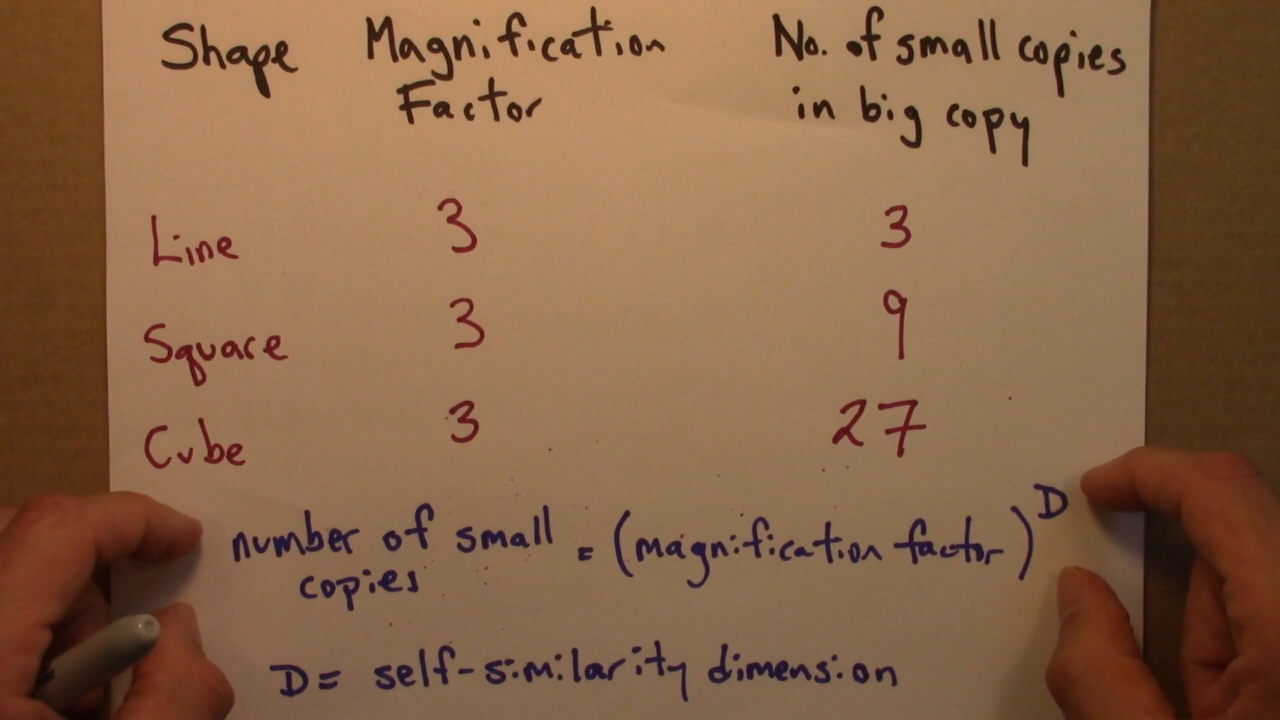 Shape Magnification Factor No. of small copies in big copy
Line 3 3
Square 3 9
Cube 3 27
number of small copies = (magnification factor)^D
D = self-similarity dimension